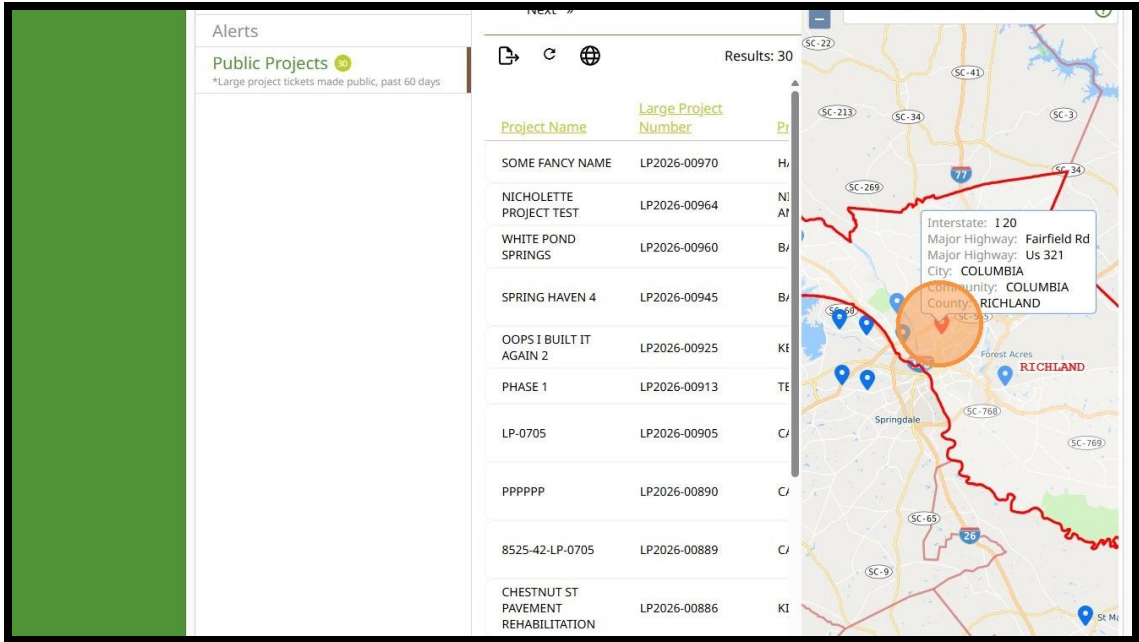 Next »
Alerts
Public Projects 30
*Large project tickets made public, past 60 days
Results: 30
Project Name
Large Project
Number
SOME FANCY NAME LP2026-00970
NICHOLETTE
PROJECT TEST
LP2026-00964
WHITE POND
SPRINGS
LP2026-00960
SPRING HAVEN 4 LP2026-00945
OOPS I BUILT IT
AGAIN 2
LP2026-00925
PHASE 1 LP2026-00913
LP-0705 LP2026-00905
PPPPPP LP2026-00890
8525-42-LP-0705 LP2026-00889
CHESTNUT ST
PAVEMENT
REHABILITATION
LP2026-00886
SC-22
SC-41
SC-213
SC-34
SC-3
SC-34
77
SC-269
Interstate: I 20
Major Highway: Fairfield Rd
Major Highway: Us 321
City: COLUMBIA
Community: COLUMBIA
County: RICHLAND
SC-60
Forest Acres
RICHLAND
SC-768
Springdale
SC-769
SC-65
26
SC-9